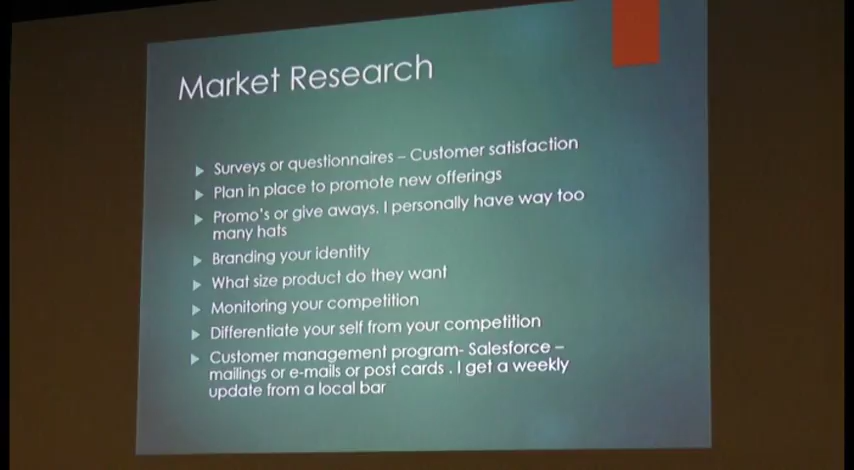 Market Research
Surveys or questionnaires – Customer satisfaction
Plan in place to promote new offerings
Promo's or give aways. I personally have way too
many hats
Branding your identity
What size product do they want
Monitoring your competition
Differentiate your self from your competition
Customer management program- Salesforce –
mailings or e-mails or post cards . I get a weekly
update from a local bar